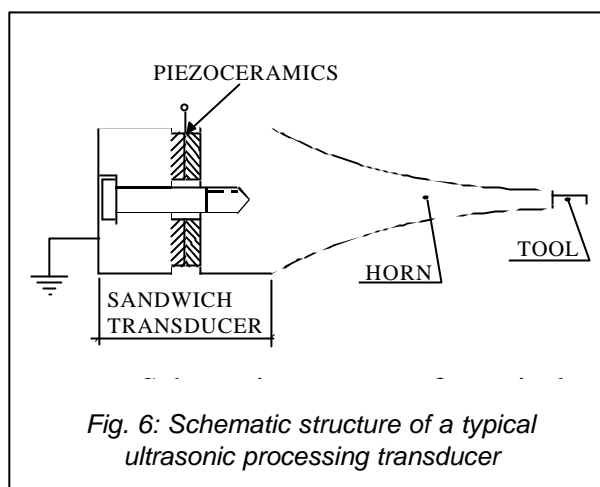 PIEZOCERAMICS
HORN
TOOL
SANDWICH
TRANSDUCER
Fig. 6: Schematic structure of a typical
ultrasonic processing transducer